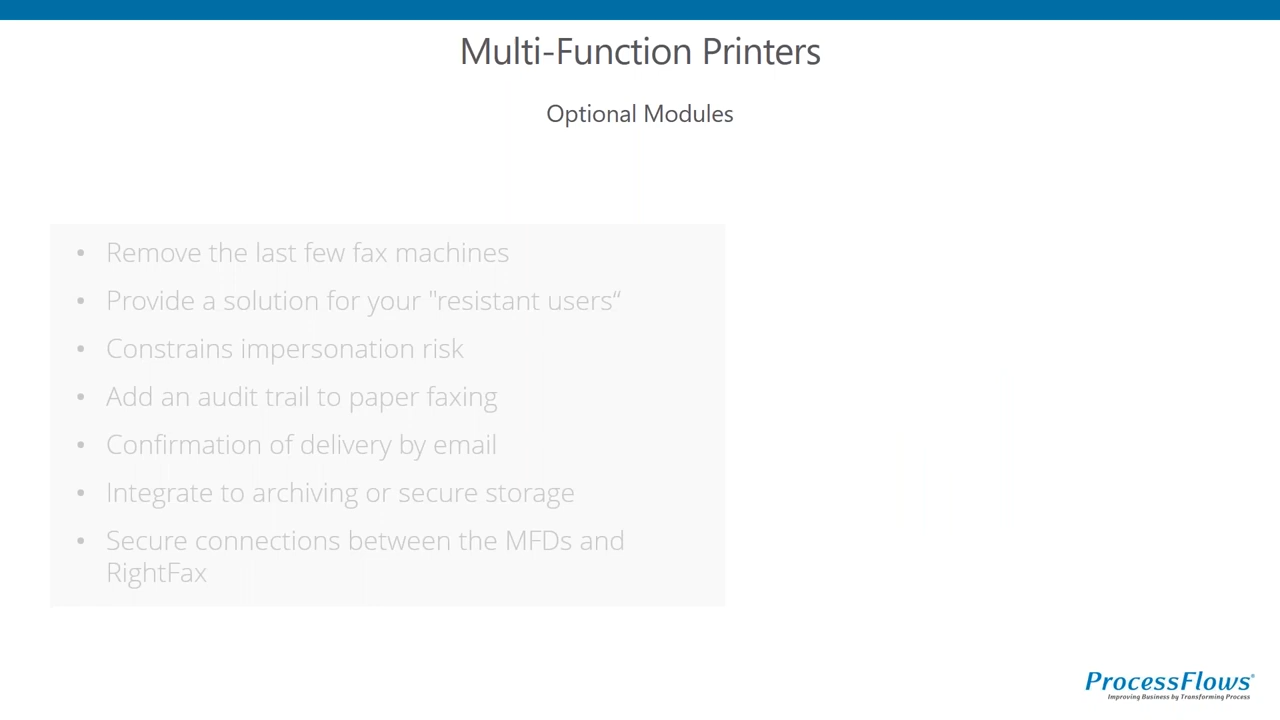 Multi-Function Printers
Optional Modules
• Remove the last few fax machines
• Provide a solution for your "resistant users“
• Constrains impersonation risk
• Add an audit trail to paper faxing
• Confirmation of delivery by email
• Integrate to archiving or secure storage
• Secure connections between the MFDs and
RightFax
ProcessFlows®
Improving Business by Transforming Process